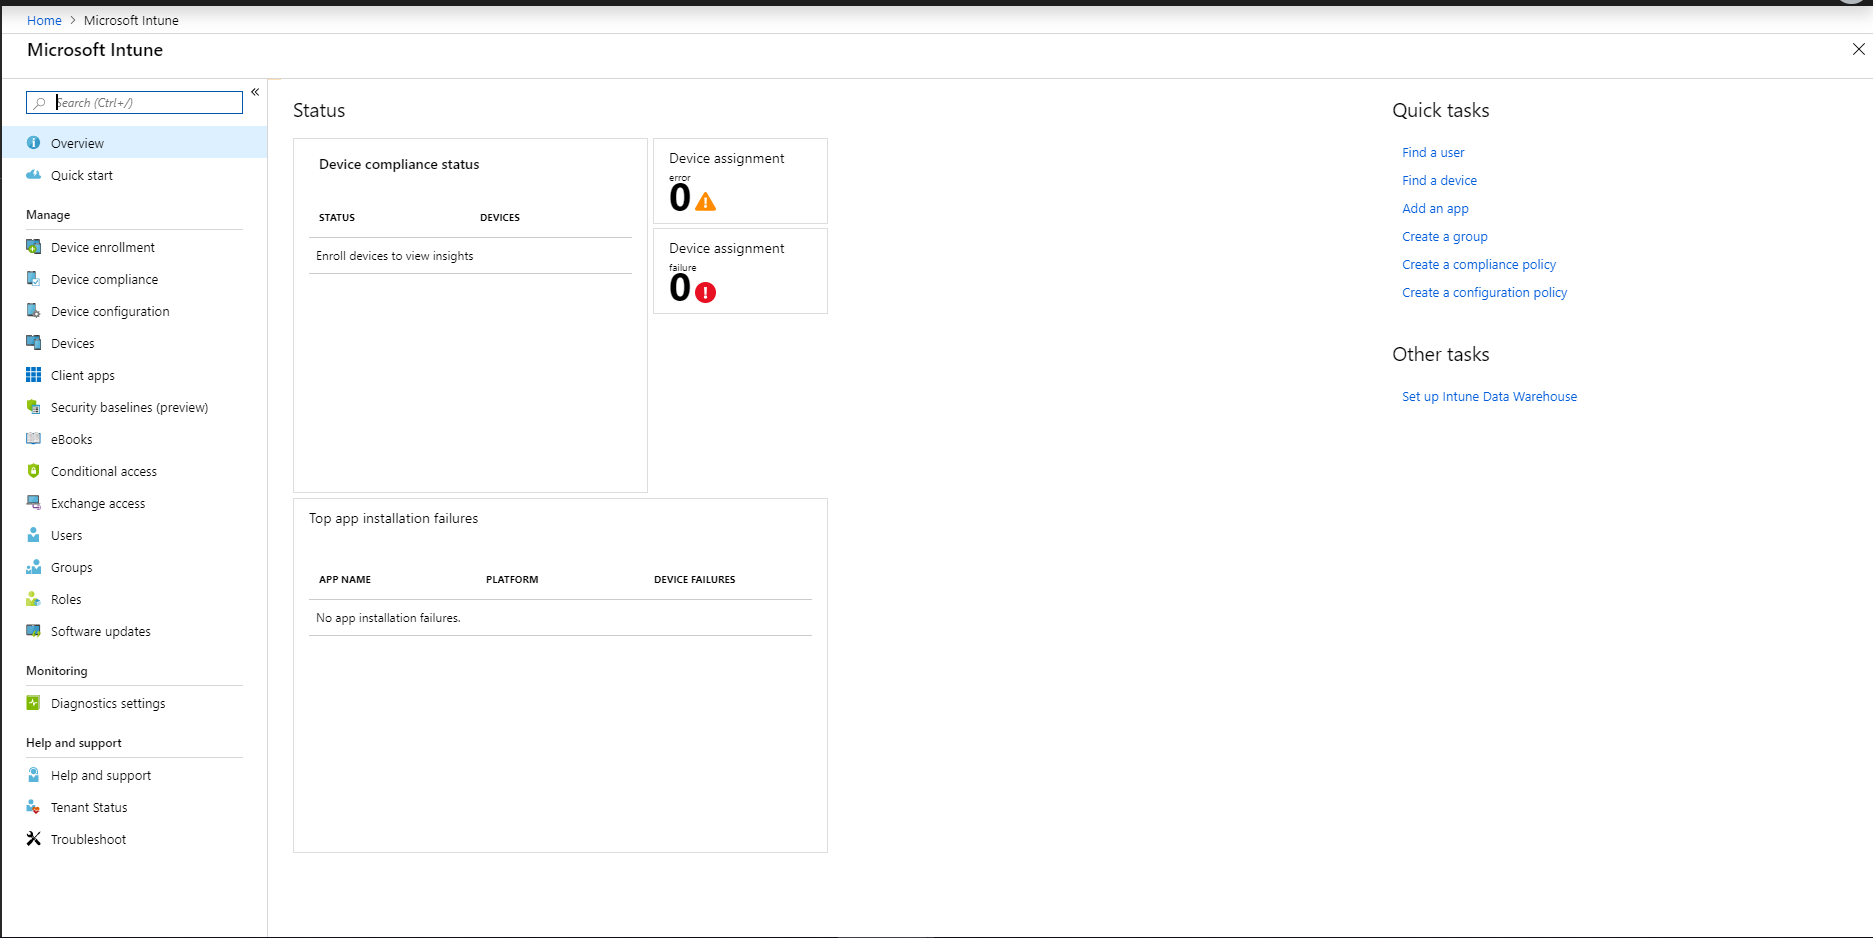 Home > Microsoft Intune
Microsoft Intune
Search (Ctrl+/)
«
Overview
Quick start
Manage
Device enrollment
Device compliance
Device configuration
Devices
Client apps
Security baselines (preview)
eBooks
Conditional access
Exchange access
Users
Groups
Roles
Software updates
Monitoring
Diagnostics settings
Help and support
Help and support
Tenant Status
Troubleshoot
Status
Device compliance status
STATUS DEVICES
Enroll devices to view insights
Device assignment
error
0
Device assignment
failure
0
Top app installation failures
APP NAME PLATFORM DEVICE FAILURES
No app installation failures.
Quick tasks
Find a user
Find a device
Add an app
Create a group
Create a compliance policy
Create a configuration policy
Other tasks
Set up Intune Data Warehouse